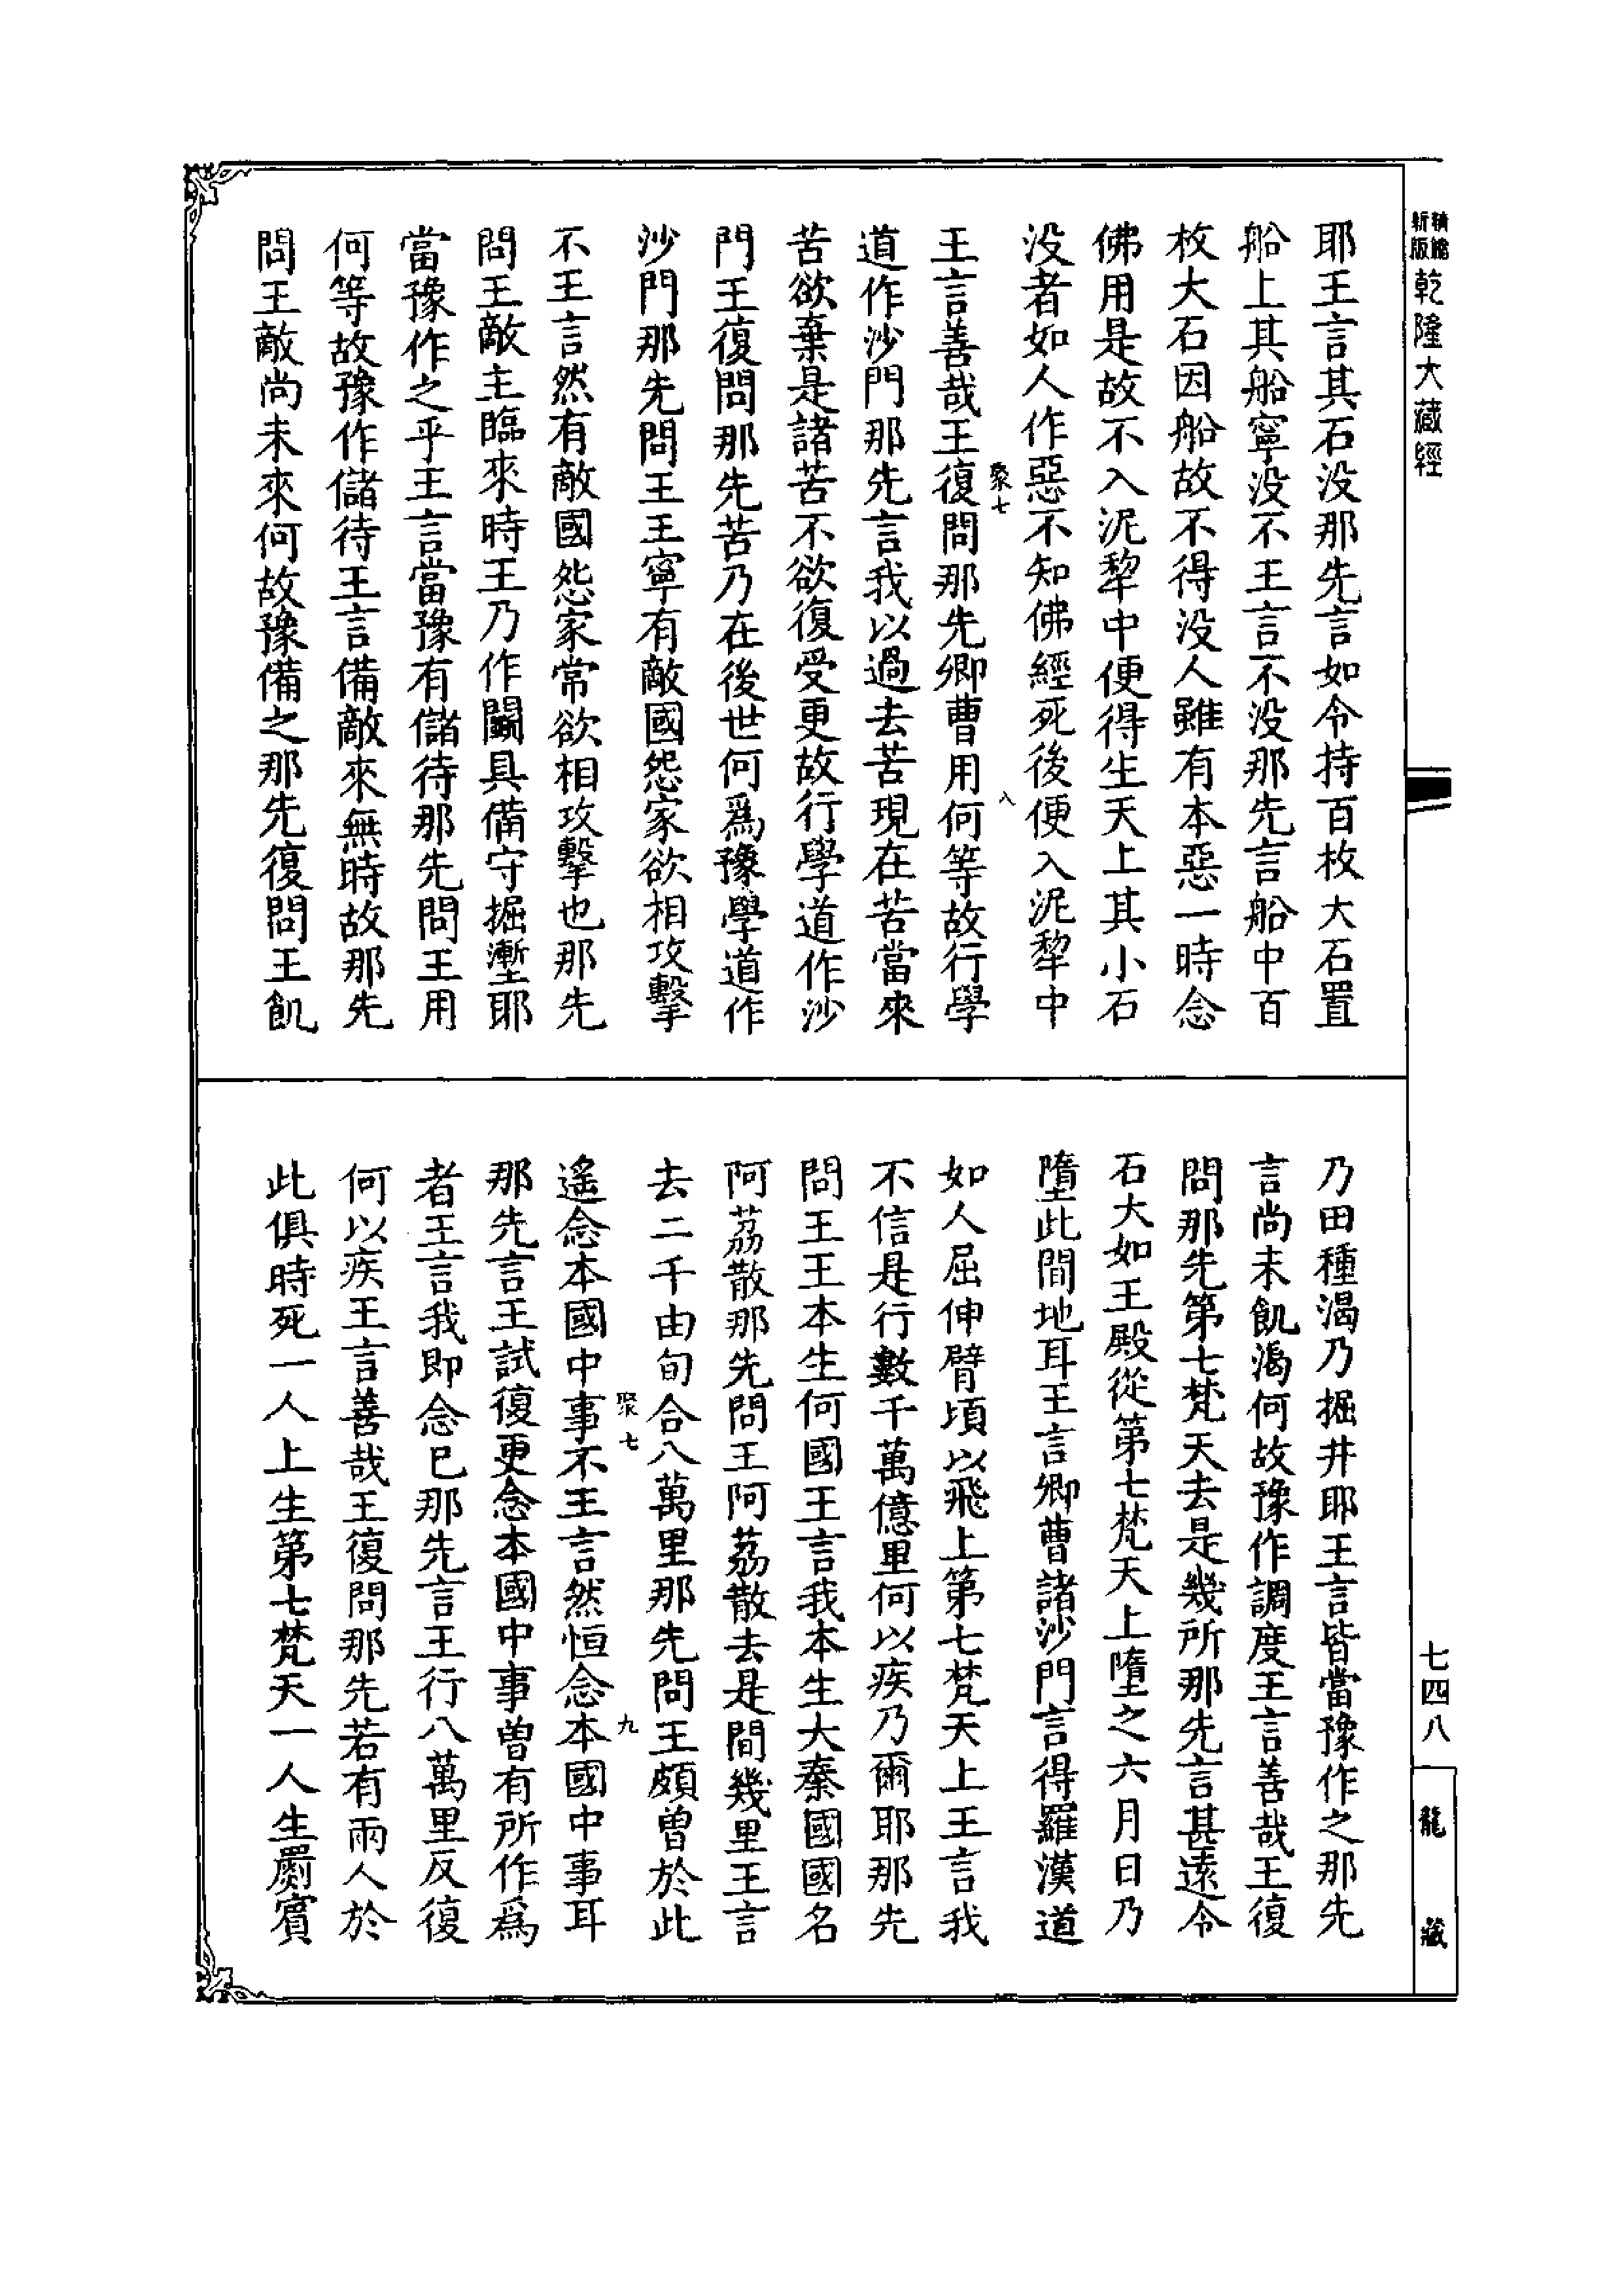 精縮
新版
乾隆大藏經
耶王言其石没那先言如令持百枚大石置
船上其船寧没不王言不没那先言船中百
枚大石因船故不得没人雖有本惡一時念
佛用是故不入泥犂中便得生天上其小石
没者如人作惡不知佛經死後便入泥犂中
聚七
八
王言善哉王復問那先卿曹用何等故行學
道作沙門那先言我以過去苦現在苦當來
苦欲棄是諸苦不欲復受更故行學道作沙
門王復問那先苦乃在後世何爲豫學道作
沙門那先問王王寧有敵國怨家欲相攻擊
不王言然有敵國怨家常欲相攻擊也那先
問王敵主臨來時王乃作鬭具備守掘塹耶
當豫作之乎王言當豫有儲待那先問王用
何等故豫作儲待王言備敵來無時故那先
問王敵尚未來何故豫備之那先復問王飢
乃田種渴乃掘井耶王言皆當豫作之那先
言尚未飢渴何故豫作調度王言善哉王復
問那先第七梵天去是幾所那先言甚遠令
石大如王殿從第七梵天上墮之六月日乃
墮此間地耳王言卿曹諸沙門言得羅漢道
如人屈伸臂頃以飛上第七梵天上王言我
不信是行數千萬億里何以疾乃爾耶那先
問王王本生何國王言我本生大秦國國名
阿荔散那先問王阿荔散去是間幾里王言
去二千由旬合八萬里那先問王頗曾於此
聚七
九
遙念本國中事不王言然恒念本國中事耳
那先言王試復更念本國中事曾有所作爲
者王言我即念已那先言王行八萬里反復
何以疾王言善哉王復問那先若有兩人於
此俱時死一人上生第七梵天一人生罽賓
七四八
龍藏